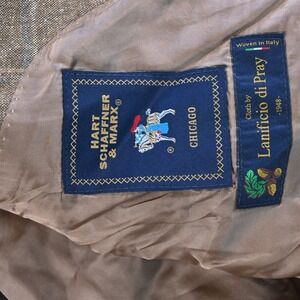 HART
SCHAFFNER
& MARX®
®
CHICAGO
Woven in Italy
Cloth by
Lanificio di Pray
-1948-